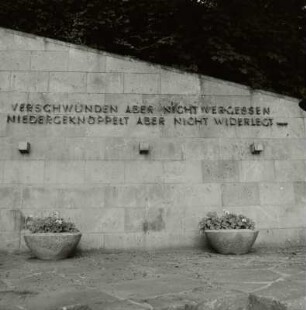 VERSCHWUNDEN ABER NICHT VERGESSEN
NIEDERGEKNÜPPELT ABER NICHT WIDERLEGT —